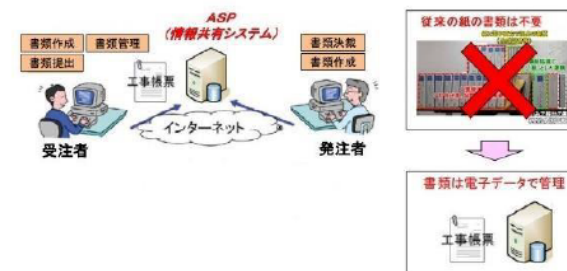 ASP
(情報共有システム)
書類作成
書類管理
書類提出
工事帳票
書類決裁
書類作成
インターネット
受注者
発注者
従来の紙の書類は不要
書類は電子データで管理
工事帳票